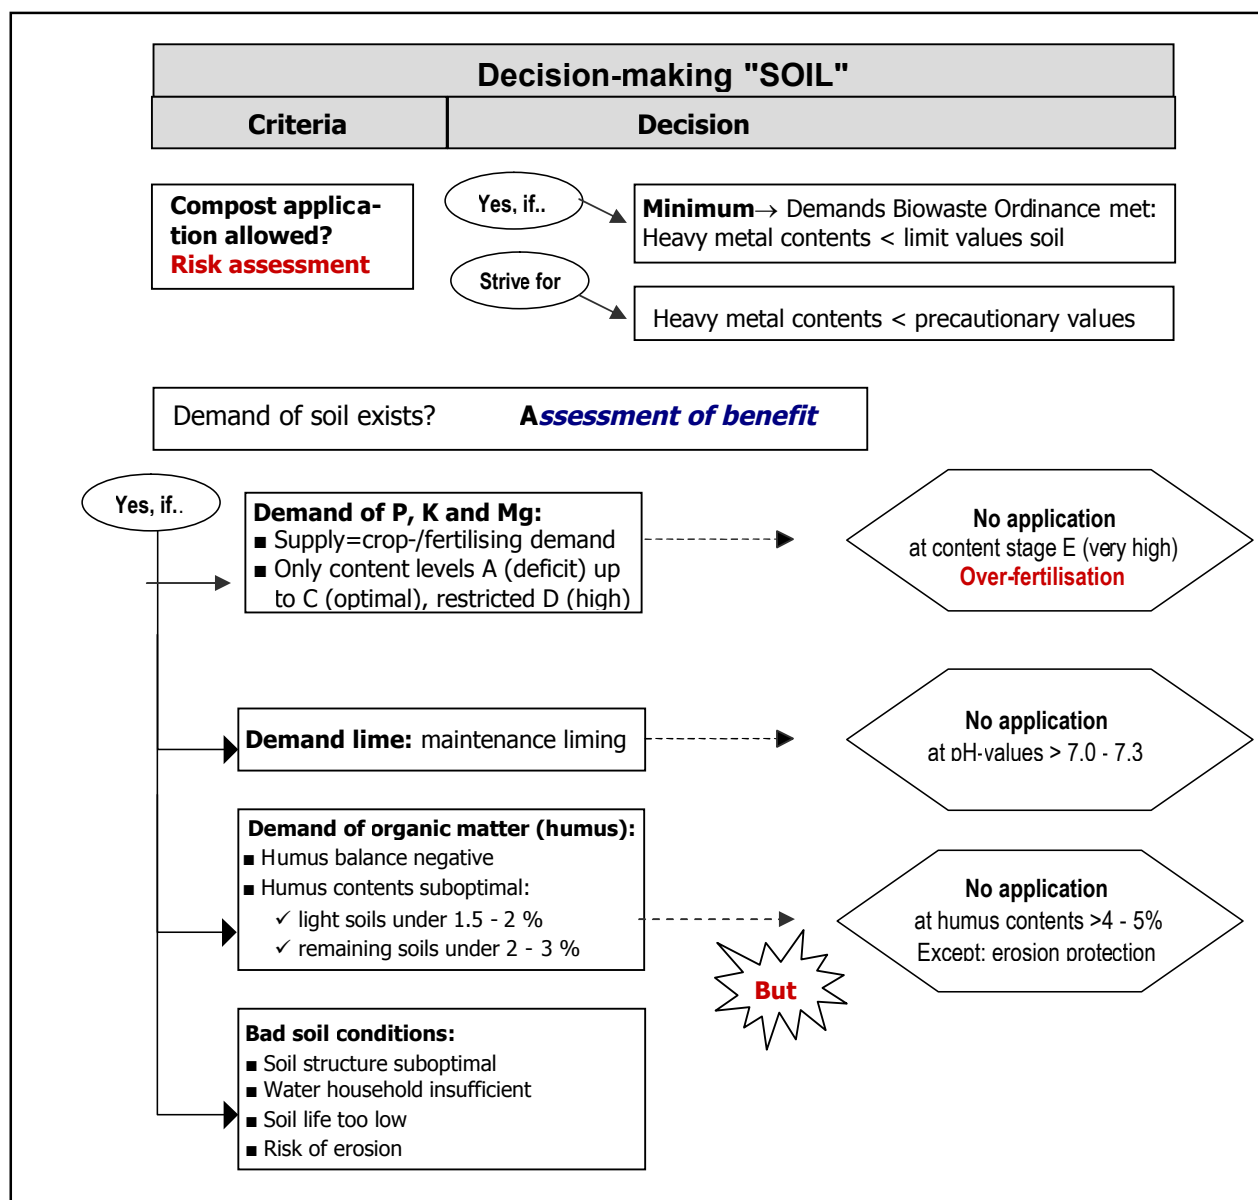 Decision-making "SOIL"
Criteria
Decision
Compost applica-
tion allowed?
Risk assessment
Yes, if..
Minimum→ Demands Biowaste Ordinance met:
Heavy metal contents < limit values soil
Strive for
Heavy metal contents < precautionary values
Demand of soil exists? Assessment of benefit
Yes, if..
Demand of P, K and Mg:
■ Supply=crop-/fertilising demand
■ Only content levels A (deficit) up
to C (optimal), restricted D (high)
No application
at content stage E (very high)
Over-fertilisation
Demand lime: maintenance liming
No application
at pH-values > 7.0 - 7.3
Demand of organic matter (humus):
■ Humus balance negative
■ Humus contents suboptimal:
✓ light soils under 1.5 - 2 %
✓ remaining soils under 2 - 3 %
No application
at humus contents >4 - 5%
Except: erosion protection
But
Bad soil conditions:
■ Soil structure suboptimal
■ Water household insufficient
■ Soil life too low
■ Risk of erosion